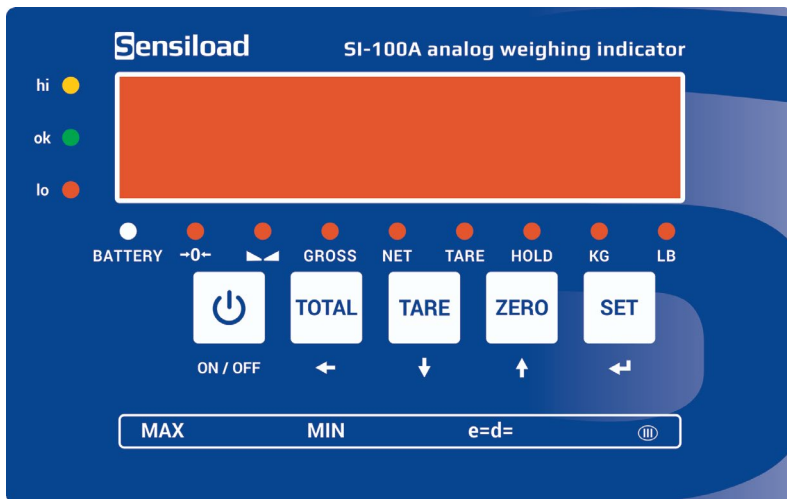 Sensiload SI-100A analog weighing indicator
hi
ok
lo
BATTERY →0← GROSS NET TARE HOLD KG LB
TOTAL TARE ZERO SET
ON / OFF ← ↓ ↑ ↵
MAX MIN e=d= III